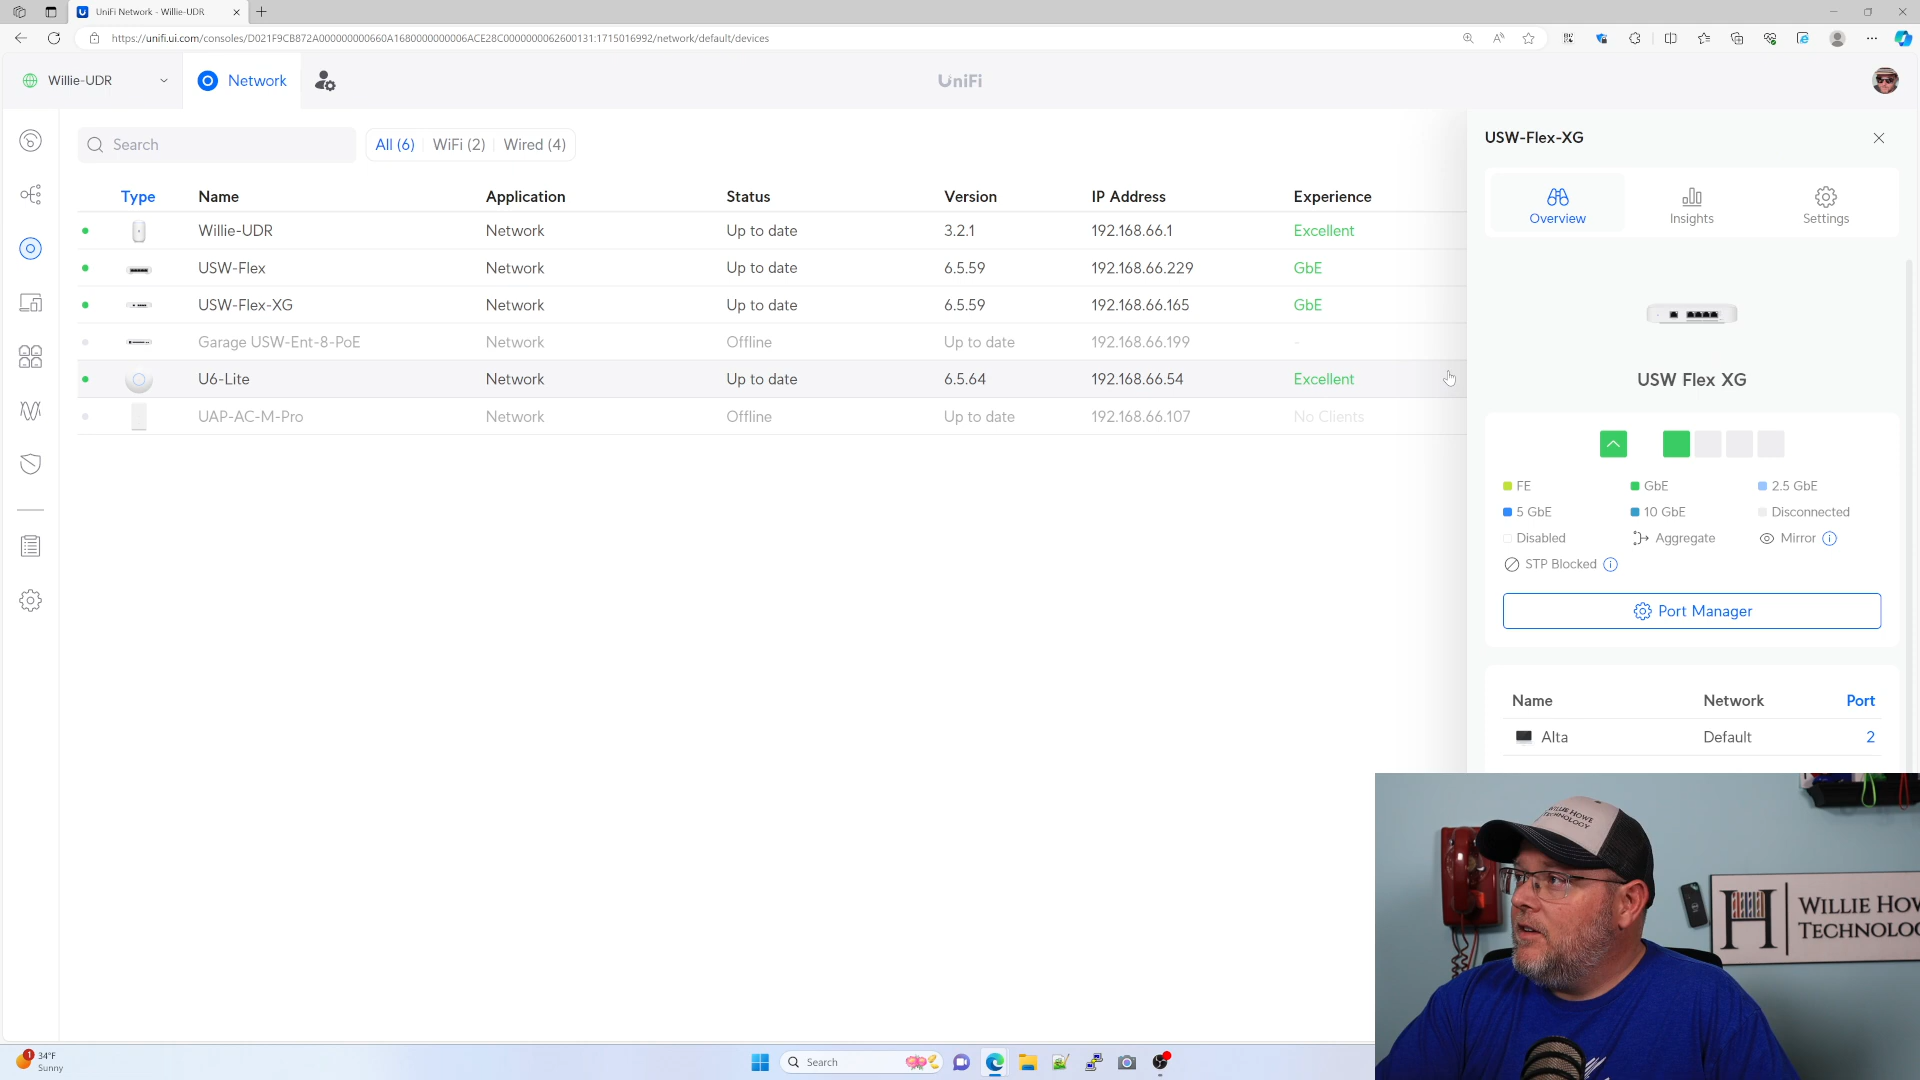 UniFi Network - Willie-UDR
https://unifi.ui.com/consoles/D021F9CB872A000000000660A1680000000006ACE28C0000000062600131:1715016992/network/default/devices
Willie-UDR
Network
UniFi
Search
All (6)
WiFi (2)
Wired (4)
Type Name Application Status Version IP Address Experience
Willie-UDR Network Up to date 3.2.1 192.168.66.1 Excellent
USW-Flex Network Up to date 6.5.59 192.168.66.229 GbE
USW-Flex-XG Network Up to date 6.5.59 192.168.66.165 GbE
Garage USW-Ent-8-PoE Network Offline Up to date 192.168.66.199 -
U6-Lite Network Up to date 6.5.64 192.168.66.54 Excellent
UAP-AC-M-Pro Network Offline Up to date 192.168.66.107 No Clients
USW-Flex-XG
Overview
Insights
Settings
USW Flex XG
FE GbE 2.5 GbE
5 GbE 10 GbE Disconnected
Disabled Aggregate Mirror
STP Blocked
Port Manager
Name Network Port
Alta Default 2
WILLIE HOWE
TECHNOLOGY
WILLIE HOW
TECHNOLOG
1
34°F
Sunny
Search